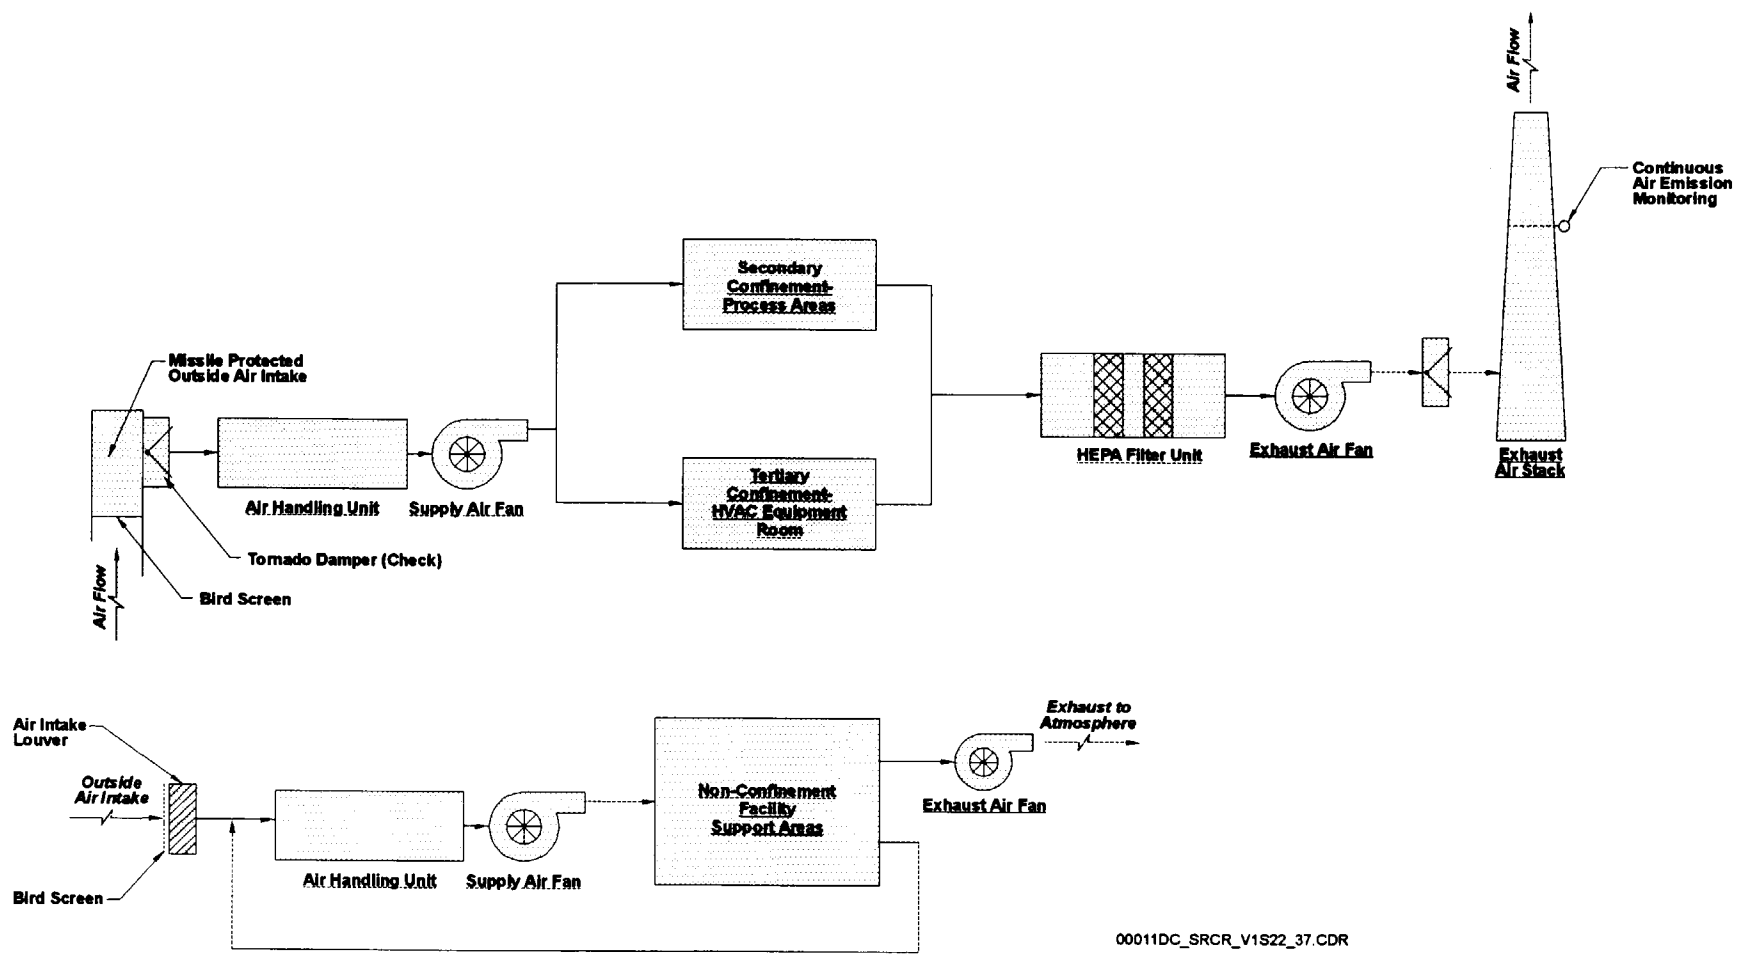 Air Flow
Continuous
Air Emission
Monitoring
Secondary
Confinement-
Process Areas
Missile Protected
Outside Air Intake
Air Handling Unit
Supply Air Fan
Tertiary
Confinement-
HVAC Equipment
Room
HEPA Filter Unit
Exhaust Air Fan
Exhaust
Air Stack
Tornado Damper (Check)
Bird Screen
Air Flow
Air Intake
Louver
Outside
Air Intake
Bird Screen
Air Handling Unit
Supply Air Fan
Non-Confinement
Facility
Support Areas
Exhaust to
Atmosphere
Exhaust Air Fan
00011DC_SRCR_V1S22_37.CDR